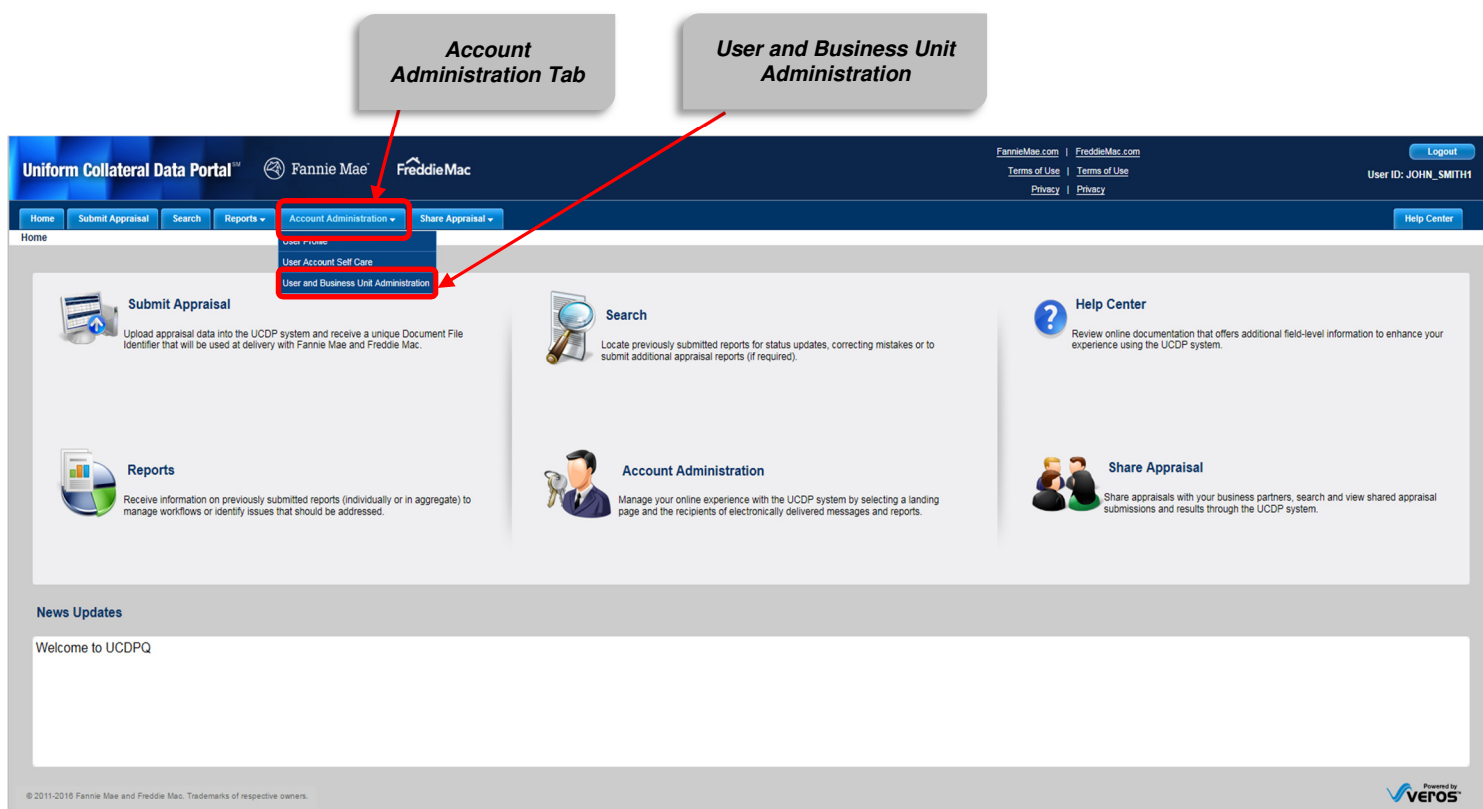 Account
Administration Tab
User and Business Unit
Administration
Uniform Collateral Data Portal℠
Fannie Mae
Freddie Mac
FannieMae.com | FreddieMac.com
Terms of Use | Terms of Use
Privacy | Privacy
Logout
User ID: JOHN_SMITH1
Home
Submit Appraisal
Search
Reports
Account Administration
Share Appraisal
Help Center
Home
User Profile
User Account Self Care
User and Business Unit Administration
Submit Appraisal
Upload appraisal data into the UCDP system and receive a unique Document File
Identifier that will be used at delivery with Fannie Mae and Freddie Mac.
Search
Locate previously submitted reports for status updates, correcting mistakes or to
submit additional appraisal reports (if required).
Help Center
Review online documentation that offers additional field-level information to enhance your
experience using the UCDP system.
Reports
Receive information on previously submitted reports (individually or in aggregate) to
manage workflows or identify issues that should be addressed.
Account Administration
Manage your online experience with the UCDP system by selecting a landing
page and the recipients of electronically delivered messages and reports.
Share Appraisal
Share appraisals with your business partners, search and view shared appraisal
submissions and results through the UCDP system.
News Updates
Welcome to UCDPQ
© 2011-2016 Fannie Mae and Freddie Mac. Trademarks of respective owners.
Powered by
veros